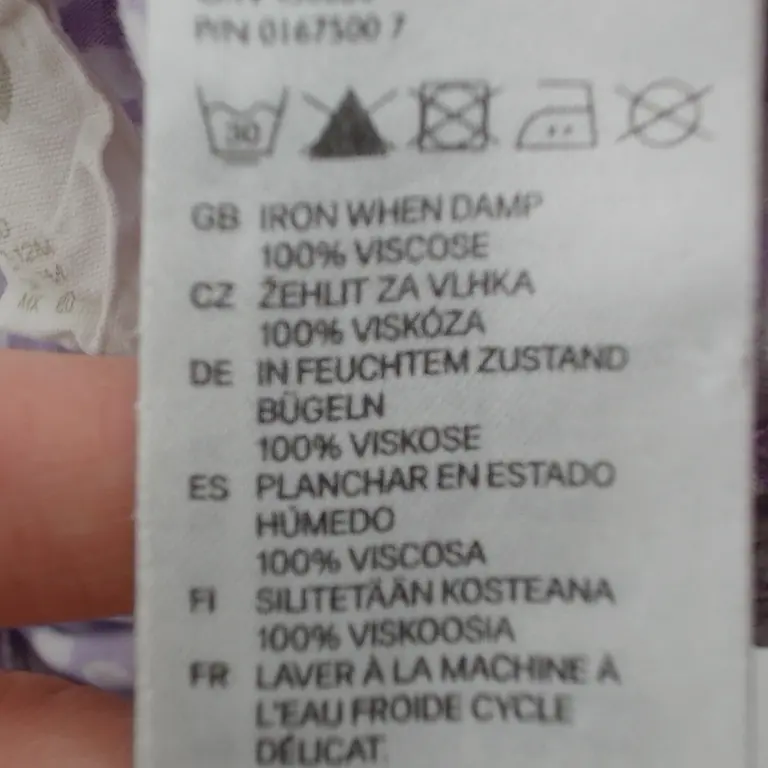 P/N 0167500 7
30
GB IRON WHEN DAMP
100% VISCOSE
CZ ŽEHLIT ZA VLHKA
100% VISKÓZA
DE IN FEUCHTEM ZUSTAND
BÜGELN
100% VISKOSE
ES PLANCHAR EN ESTADO
HÚMEDO
100% VISCOSA
FI SILITETÄÄN KOSTEANA
100% VISKOOSIA
FR LAVER À LA MACHINE À
L'EAU FROIDE CYCLE
DÉLICAT.